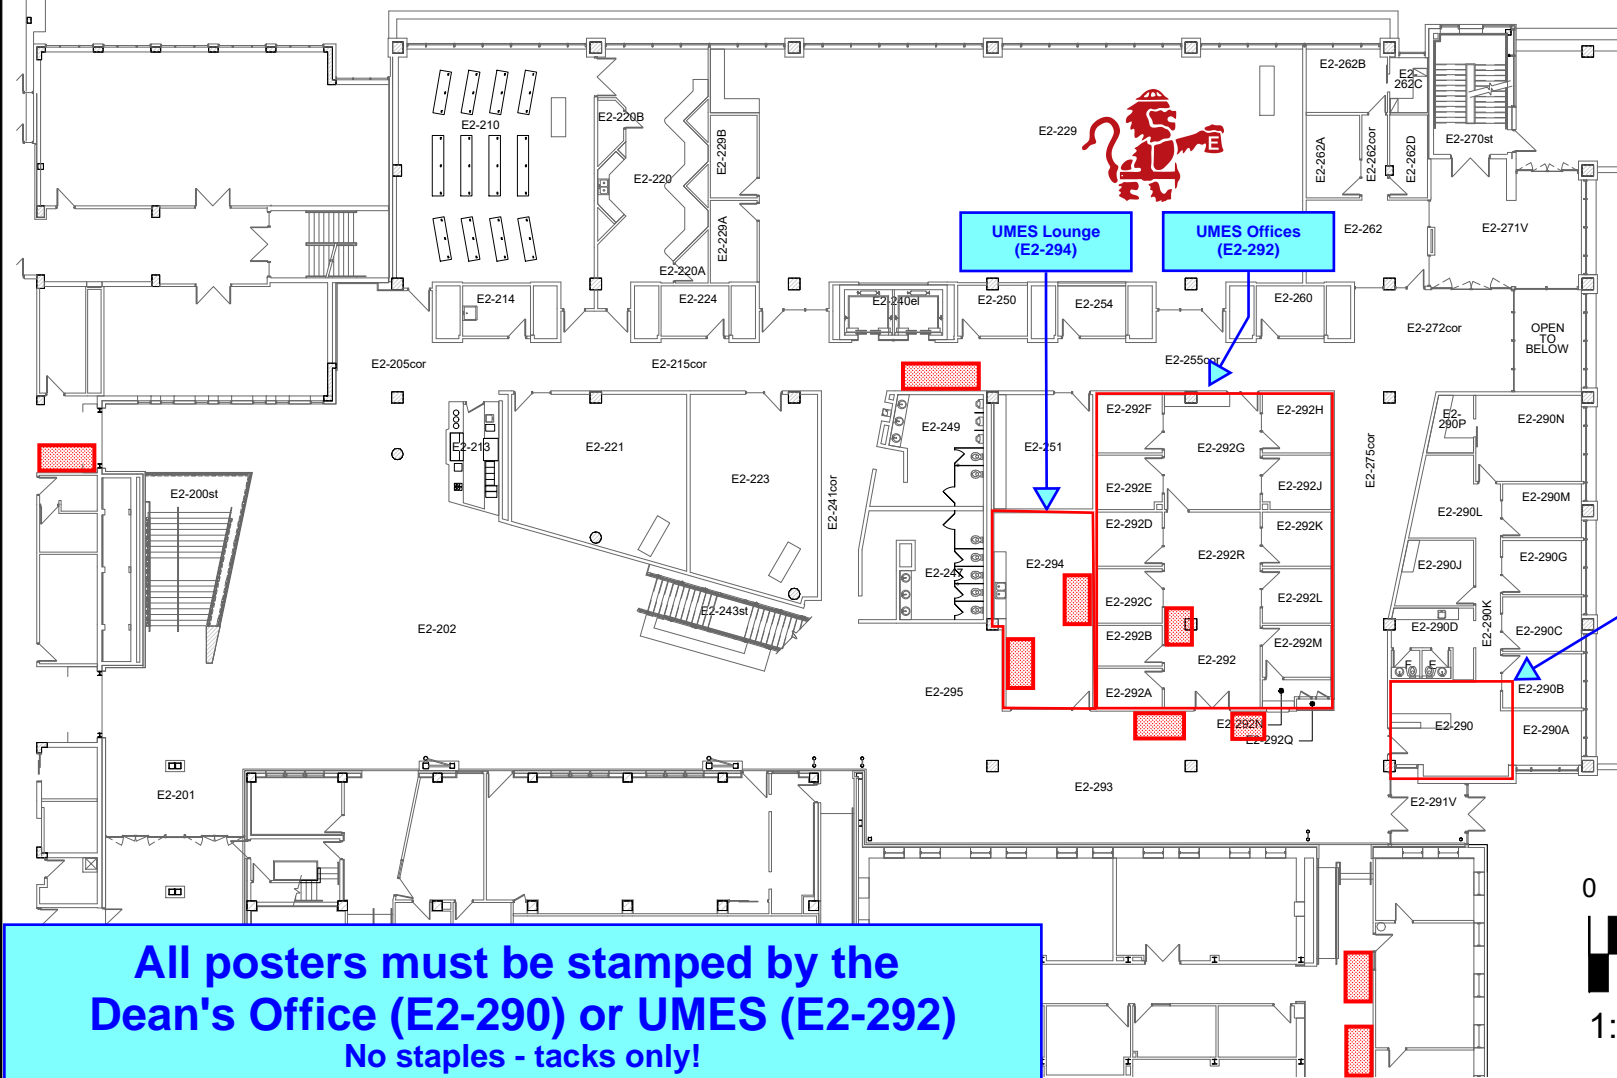 E2-262B
E2-
262C
E2-210
E2-220B
E2-229
E
E2-229B
E2-262A
E2-262cor
E2-262D
E2-270st
E2-220
E2-229A
UMES Lounge
(E2-294)
UMES Offices
(E2-292)
E2-262
E2-271V
E2-220A
E2-214
E2-224
E2-240el
E2-250
E2-254
E2-260
E2-272cor
OPEN
TO
BELOW
E2-205cor
E2-215cor
E2-255cor
E2-213
E2-221
E2-223
E2-241cor
E2-249
E2-251
E2-292F
E2-292G
E2-292H
E2-275cor
E2-
290P
E2-290N
E2-200st
E2-292E
E2-292J
E2-290M
E2-290L
E2-292D
E2-292K
E2-294
E2-292R
E2-290J
E2-290G
E2-247
E2-243st
E2-292C
E2-292L
E2-290K
E2-202
E2-290D
E2-290C
E2-292B
E2-292M
E2-292
F F
E2-295
E2-292A
E2-290B
E2-292N
E2-292Q
E2-290
E2-290A
E2-201
E2-293
E2-291V
0
1:
All posters must be stamped by the
Dean's Office (E2-290) or UMES (E2-292)
No staples - tacks only!